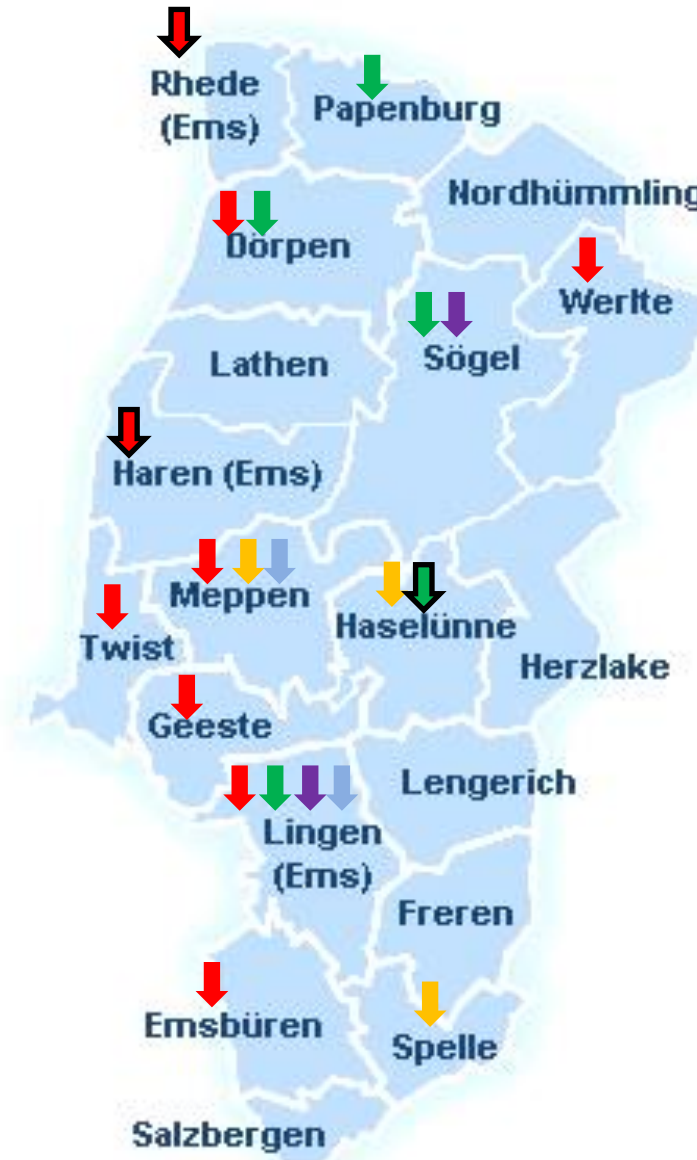 Rhede
(Ems)
Papenburg
Nordhümmling
Dörpen
Werlte
Lathen
Sögel
Haren (Ems)
Meppen
Haselünne
Twist
Herzlake
Geeste
Lengerich
Lingen
(Ems)
Freren
Emsbüren
Spelle
Salzbergen